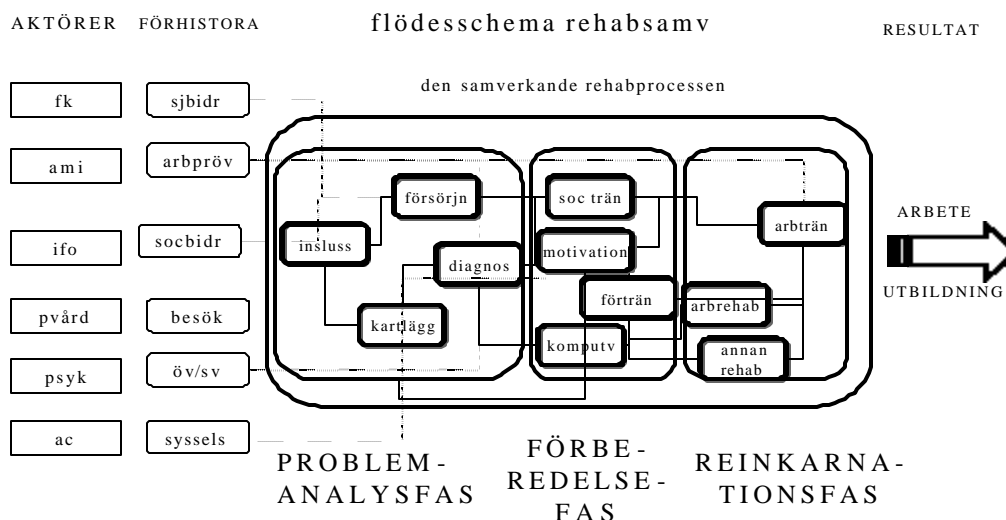 AKTÖRER FÖRHISTORA flödesschema rehabsamv RESULTAT
den samverkande rehabprocessen
fk sjbidr
ami arbpröv
försörjn soc trän
arbträn
ARBETE
ifo socbidr insluss diagnos motivation
UTBILDNING
förträn arbrehab
pvård besök kartlägg
komputv annan
rehab
psyk öv/sv
ac syssels
PROBLEM-
ANALYSFAS
FÖRBE-
REDELSE-
FAS
REINKARNA-
TIONSFAS